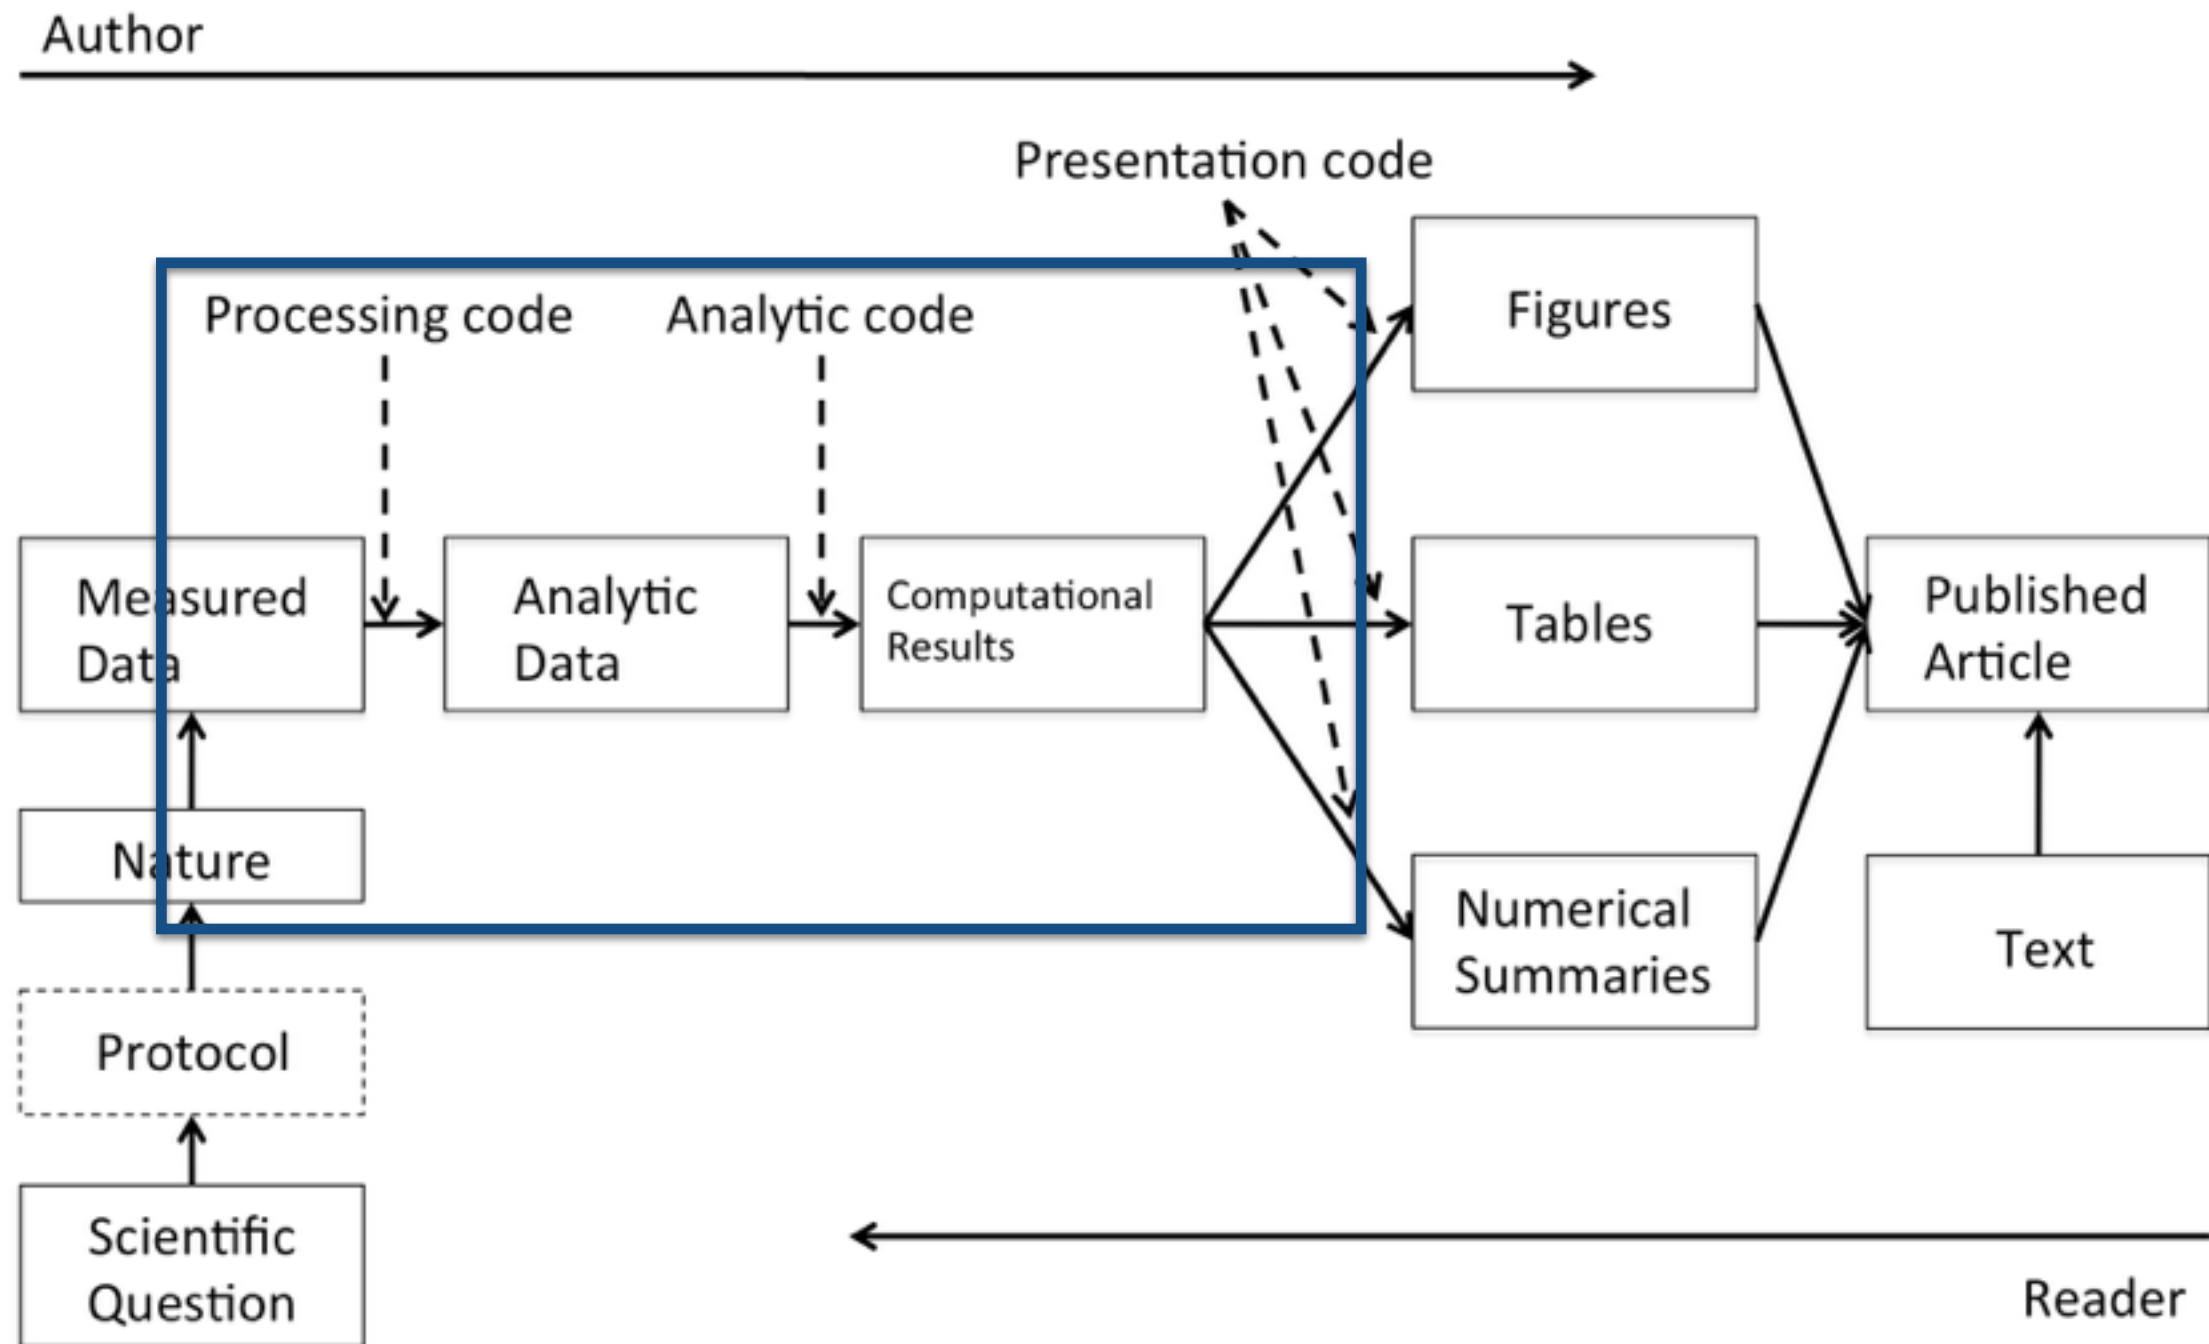 Author
Presentation code
Processing code
Analytic code
Figures
Measured
Data
Analytic
Data
Computational
Results
Tables
Published
Article
Nature
Numerical
Summaries
Text
Protocol
Scientific
Question
Reader